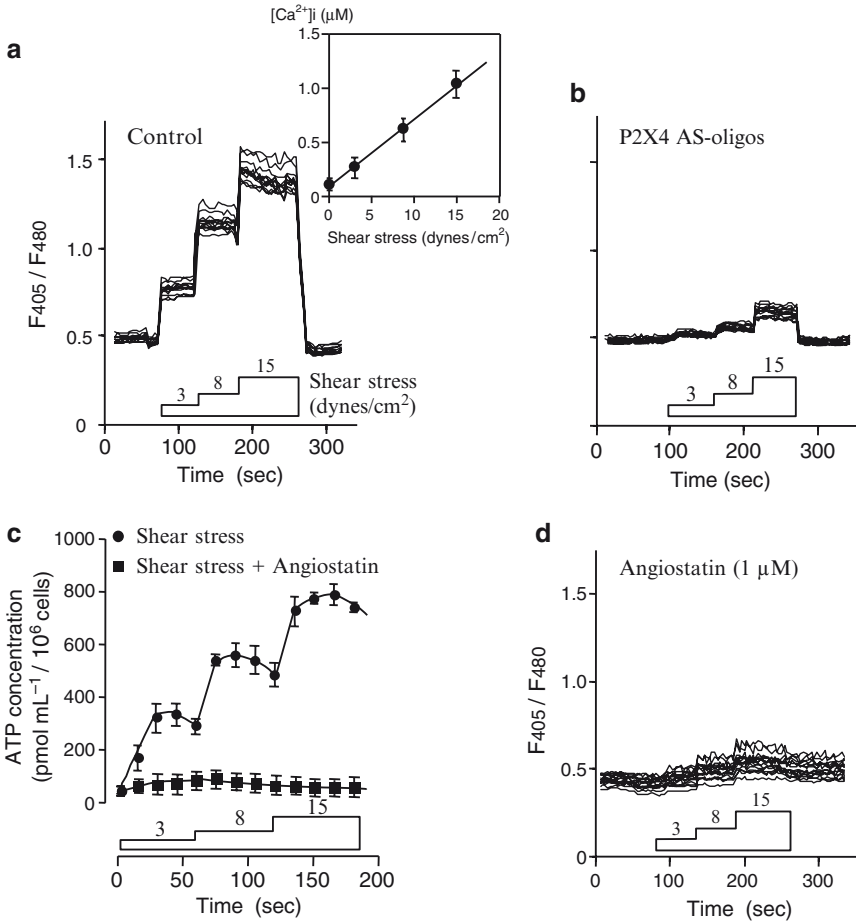 a
Control
F405 / F480
1.5
1.0
0.5
0
3
8
15
Shear stress
(dynes/cm2)
0
100
200
300
Time (sec)
[Ca2+]i (μM)
1.5
1.0
0.5
0
0
5
10
15
20
Shear stress (dynes/cm2)
b
P2X4 AS-oligos
3
8
15
0
100
200
300
Time (sec)
c
Shear stress
Shear stress + Angiostatin
ATP concentration
(pmol mL–1 / 106 cells)
1000
800
600
400
200
0
3
8
15
0
50
100
150
200
Time (sec)
d
Angiostatin (1 μM)
F405 / F480
1.5
1.0
0.5
0
3
8
15
0
100
200
300
Time (sec)